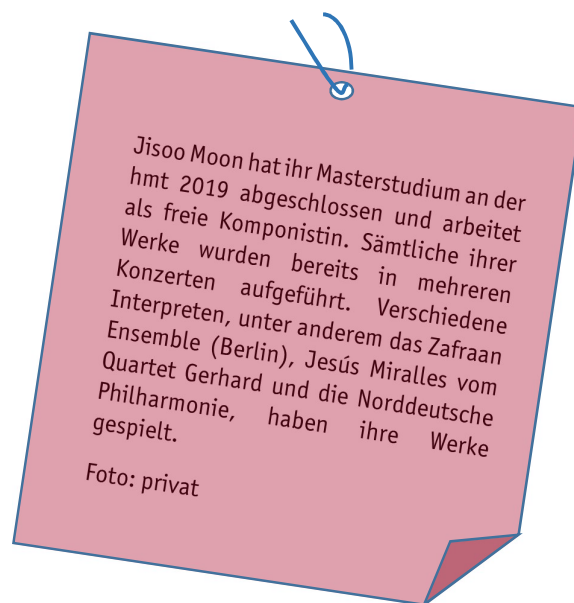 Jisoo Moon hat ihr Masterstudium an der
hmt 2019 abgeschlossen und arbeitet
als freie Komponistin. Sämtliche ihrer
Werke wurden bereits in mehreren
Konzerten aufgeführt. Verschiedene
Interpreten, unter anderem das Zafraan
Ensemble (Berlin), Jesús Miralles vom
Quartet Gerhard und die Norddeutsche
Philharmonie, haben ihre Werke
gespielt.
Foto: privat